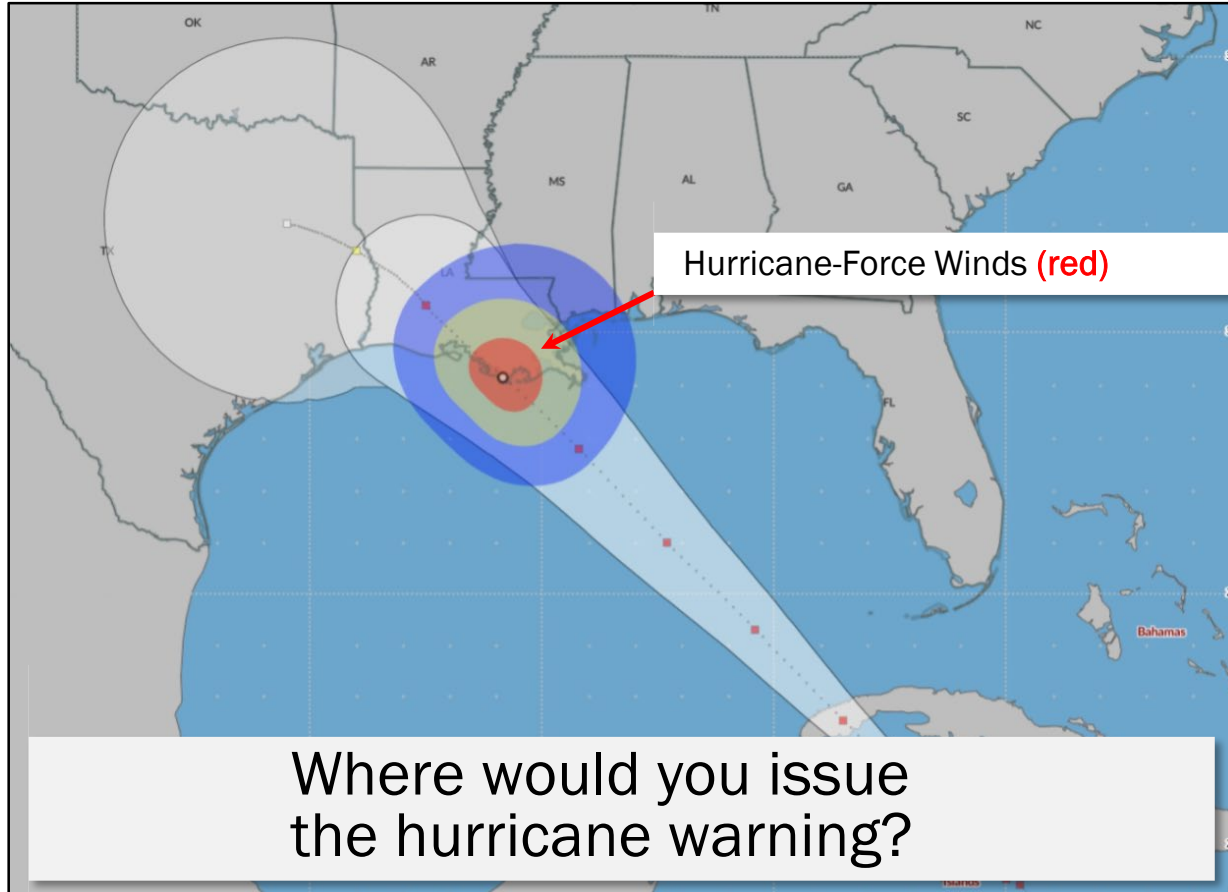 TN
OK
NC
AR
SC
MS
AL
GA
TX
LA
Hurricane-Force Winds (red)
FL
Bahamas
Where would you issue
the hurricane warning?
Islands